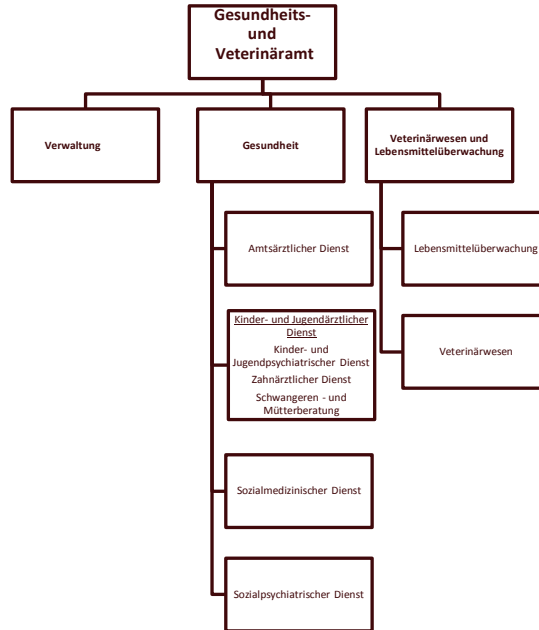 Gesundheits-
und
Veterinäramt
Verwaltung
Gesundheit
Veterinärwesen und
Lebensmittelüberwachung
Amtsärztlicher Dienst
Lebensmittelüberwachung
Kinder- und Jugendärztlicher
Dienst
Kinder- und
Jugendpsychiatrischer Dienst
Zahnärztlicher Dienst
Schwangeren - und
Mütterberatung
Veterinärwesen
Sozialmedizinischer Dienst
Sozialpsychiatrischer Dienst